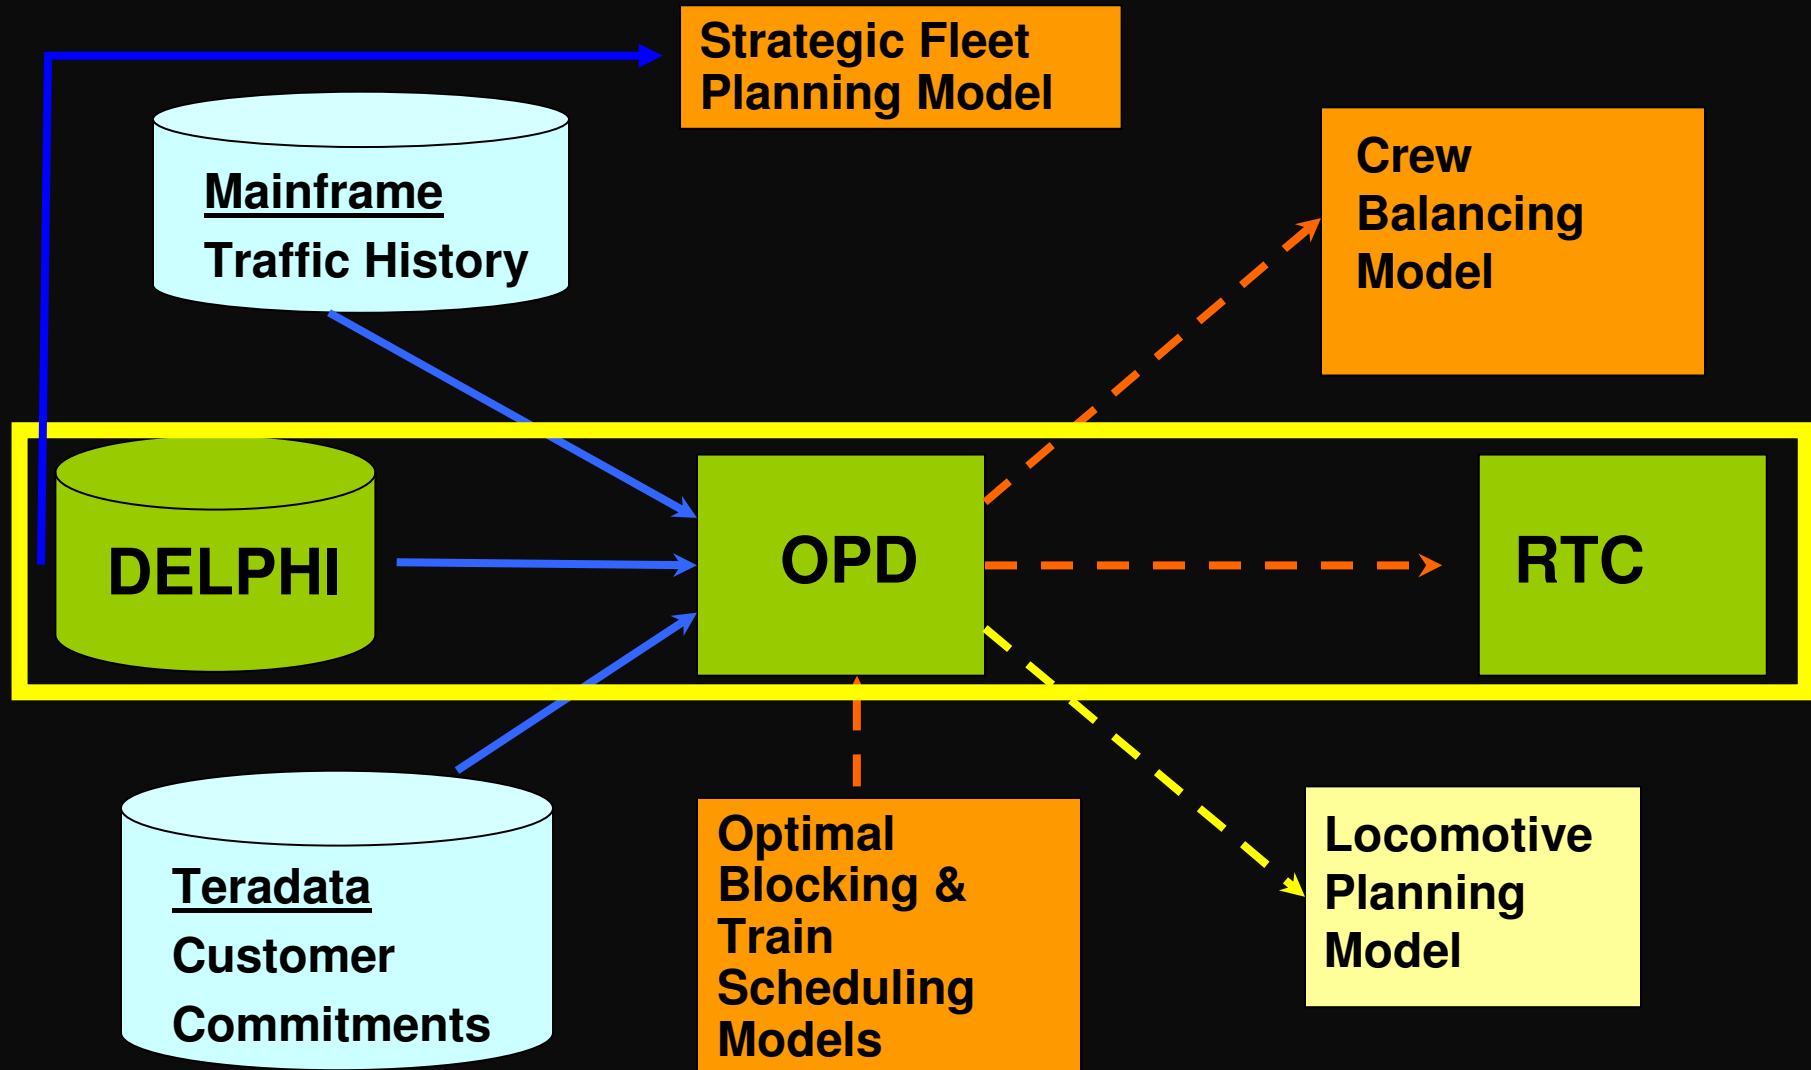 Strategic Fleet
Planning Model
Mainframe
Traffic History
Crew
Balancing
Model
DELPHI
OPD
RTC
Teradata
Customer
Commitments
Optimal
Blocking &
Train
Scheduling
Models
Locomotive
Planning
Model